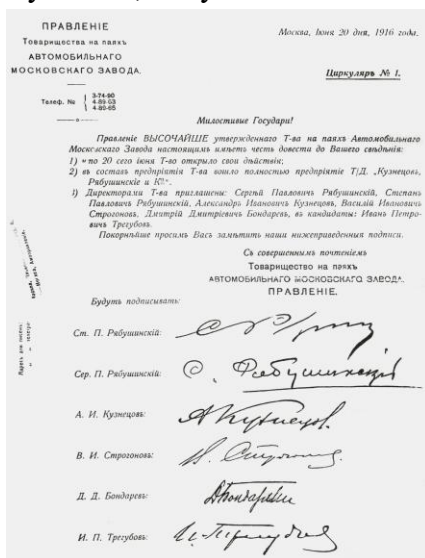 ПРАВЛЕНІЕ
Товарищества на паяхъ
АВТОМОБИЛЬНАГО
МОСКОВСКАГО ЗАВОДА.
Телеф. №
3-74-90
4-89-03
4-80-65
Москва, Іюня 20 дня, 1916 года.
Циркуляръ № 1.
Милостивые Государи!
Правленіе ВЫСОЧАЙШЕ утвержденнаго Т-ва на паяхъ Автомобильнаго
Московскаго Завода настоящимъ имѣетъ честь довести до Вашего свѣдѣнія:
1) по 20 сего іюня Т-во открыло свои дѣйствія;
2) въ составъ предпріятія Т-ва вошло полностью предпріятіе Т/Д. „Кузнецовъ,
Рябушинскіе и Кº".
Директорами Т-ва приглашены: Сергѣй Павловичъ Рябушинскій, Степанъ
Павловичъ Рябушинскій, Александръ Ивановичъ Кузнецовъ, Василій Ивановичъ
Строгоновъ, Дмитрій Дмитріевичъ Бондаревъ, въ кандидаты: Иванъ Петро-
вичъ Трегубовъ.
Покорнѣйше просимъ Васъ замѣтить наши нижеприведенныя подписи.
Съ совершеннымъ почтеніемъ
Товарищество на паяхъ
АВТОМОБИЛЬНАГО МОСКОВСКАГО ЗАВОДА.
ПРАВЛЕНІЕ.
Будутъ подписывать:
Ст. П. Рябушинскій:
Сер. П. Рябушинскій: С. Рябушинскій
А. И. Кузнецовъ: АКузнецовъ
В. И. Строгоновъ:
Д. Д. Бондаревъ: ДБондаревъ
И. П. Трегубовъ: И. Трегубов